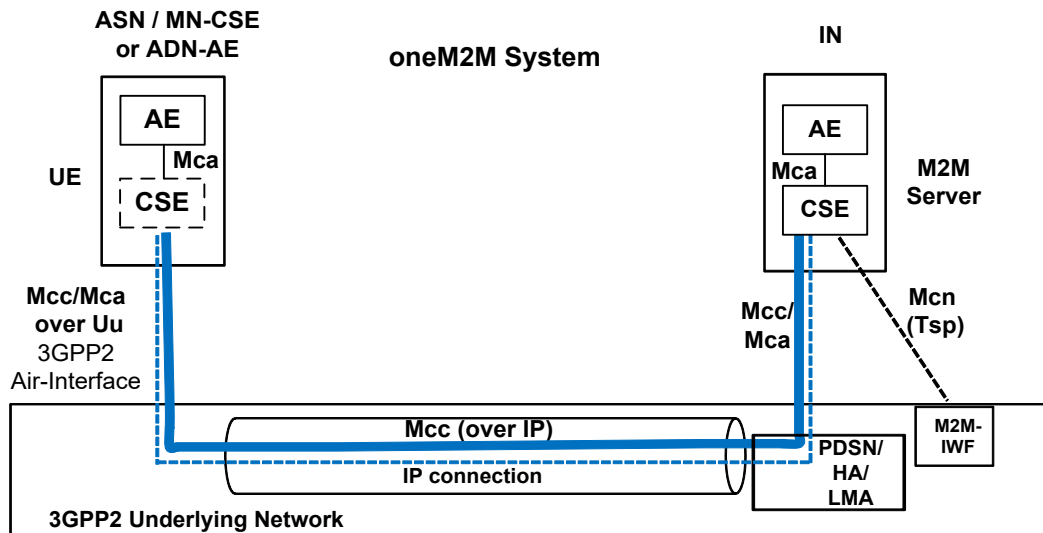 ASN / MN-CSE
or ADN-AE
oneM2M System
IN
AE
Mca
CSE
UE
AE
Mca
CSE
M2M
Server
Mcc/Mca
over Uu
3GPP2
Air-Interface
Mcc/
Mca
Mcn
(Tsp)
Mcc (over IP)
IP connection
PDSN/
HA/
LMA
M2M-
IWF
3GPP2 Underlying Network